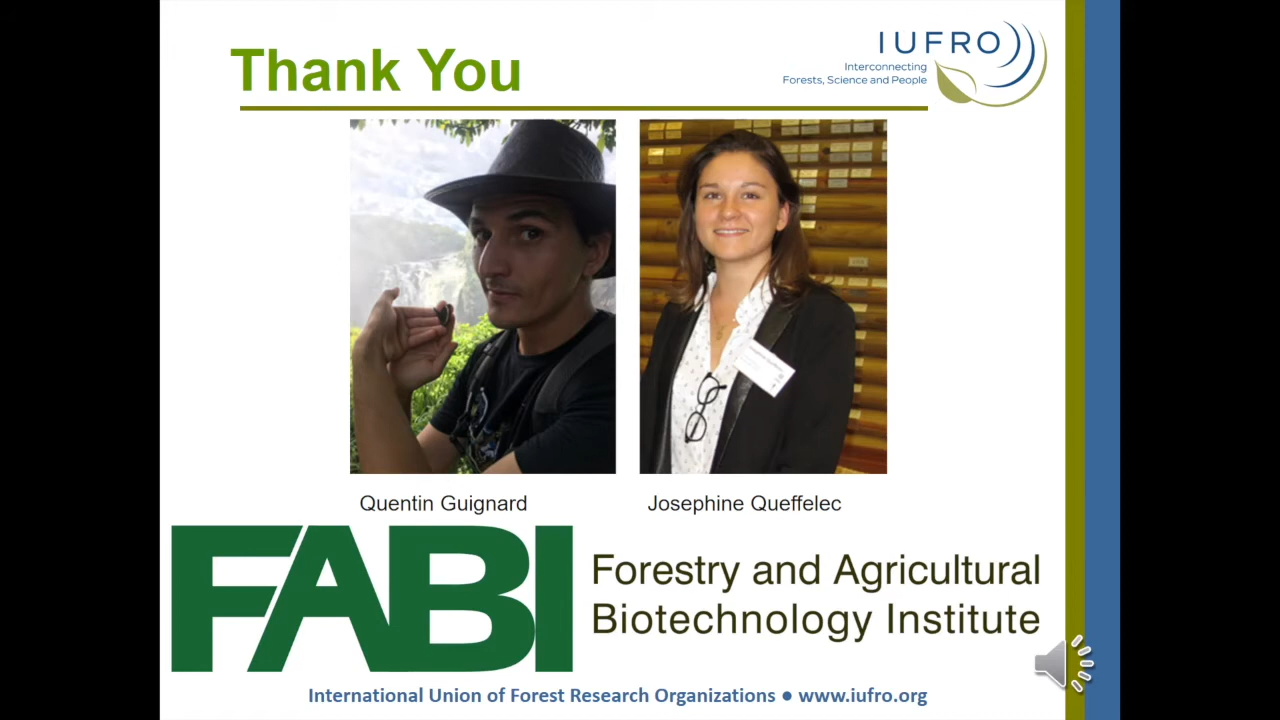 Thank You
IUFRO
Interconnecting
Forests, Science and People
Quentin Guignard
Josephine Queffelec
FABI
Forestry and Agricultural
Biotechnology Institute
International Union of Forest Research Organizations ● www.iufro.org